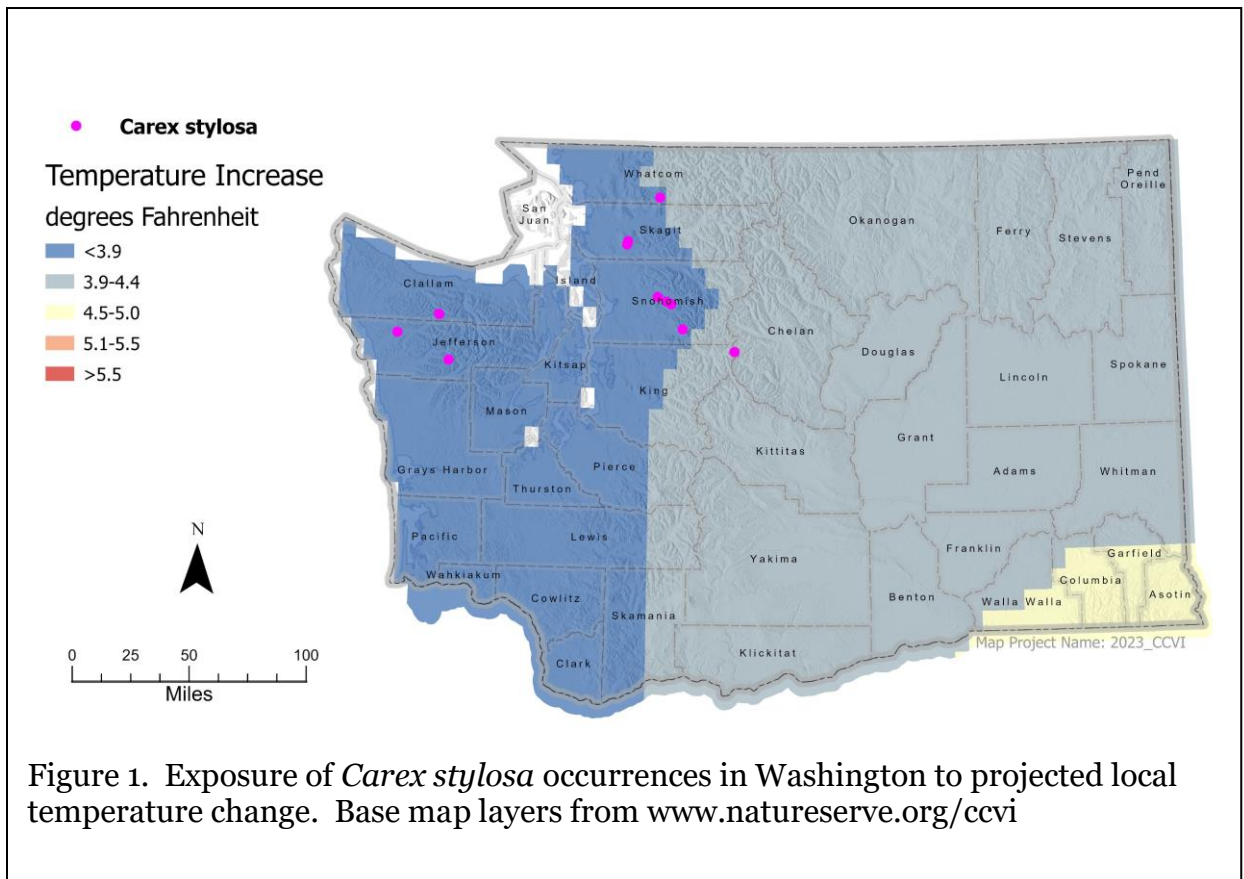 Carex stylosa
Temperature Increase
degrees Fahrenheit
<3.9
3.9-4.4
4.5-5.0
5.1-5.5
>5.5
N
0 25 50 100
Miles
Whatcom
Pend
Oreille
San
Juan
Skagit
Okanogan
Ferry
Stevens
Clallam
Island
Snohomish
Chelan
Jefferson
Douglas
Kitsap
Spokane
Lincoln
King
Mason
Grant
Kittitas
Grays Harbor
Pierce
Adams
Whitman
Thurston
Pacific
Lewis
Franklin
Garfield
Yakima
Wahkiakum
Columbia
Cowlitz
Benton
Walla Walla
Asotin
Skamania
Map Project Name: 2023_CCVI
Klickitat
Clark
Figure 1. Exposure of Carex stylosa occurrences in Washington to projected local
temperature change. Base map layers from www.natureserve.org/ccvi